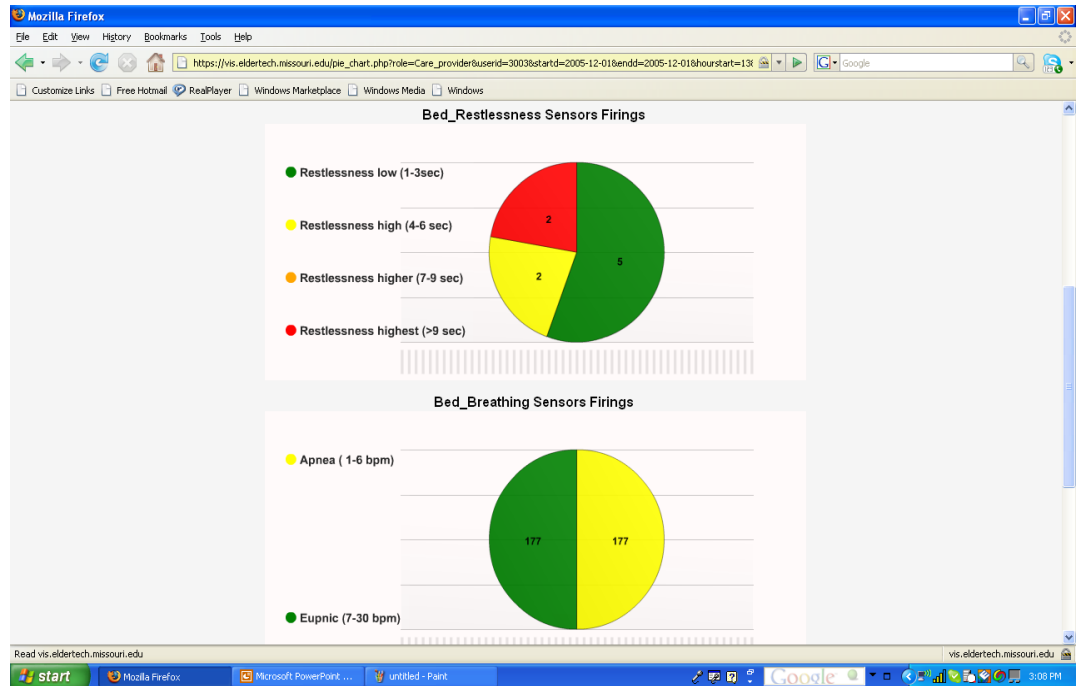 Mozilla Firefox
File Edit View History Bookmarks Tools Help
https://vis.eldertech.missouri.edu/pie_chart.php?role=Care_provider&userid=3003&startd=2005-12-01&endd=2005-12-01&hourstart=13&
G Google
Customize Links Free Hotmail RealPlayer Windows Marketplace Windows Media Windows
Bed_Restlessness Sensors Firings
Restlessness low (1-3sec)
Restlessness high (4-6 sec)
Restlessness higher (7-9 sec)
Restlessness highest (>9 sec)
2
5
2
Bed_Breathing Sensors Firings
Apnea ( 1-6 bpm)
177 177
Eupnic (7-30 bpm)
Read vis.eldertech.missouri.edu vis.eldertech.missouri.edu
start Mozilla Firefox Microsoft PowerPoint ... untitled - Paint Google 3:08 PM